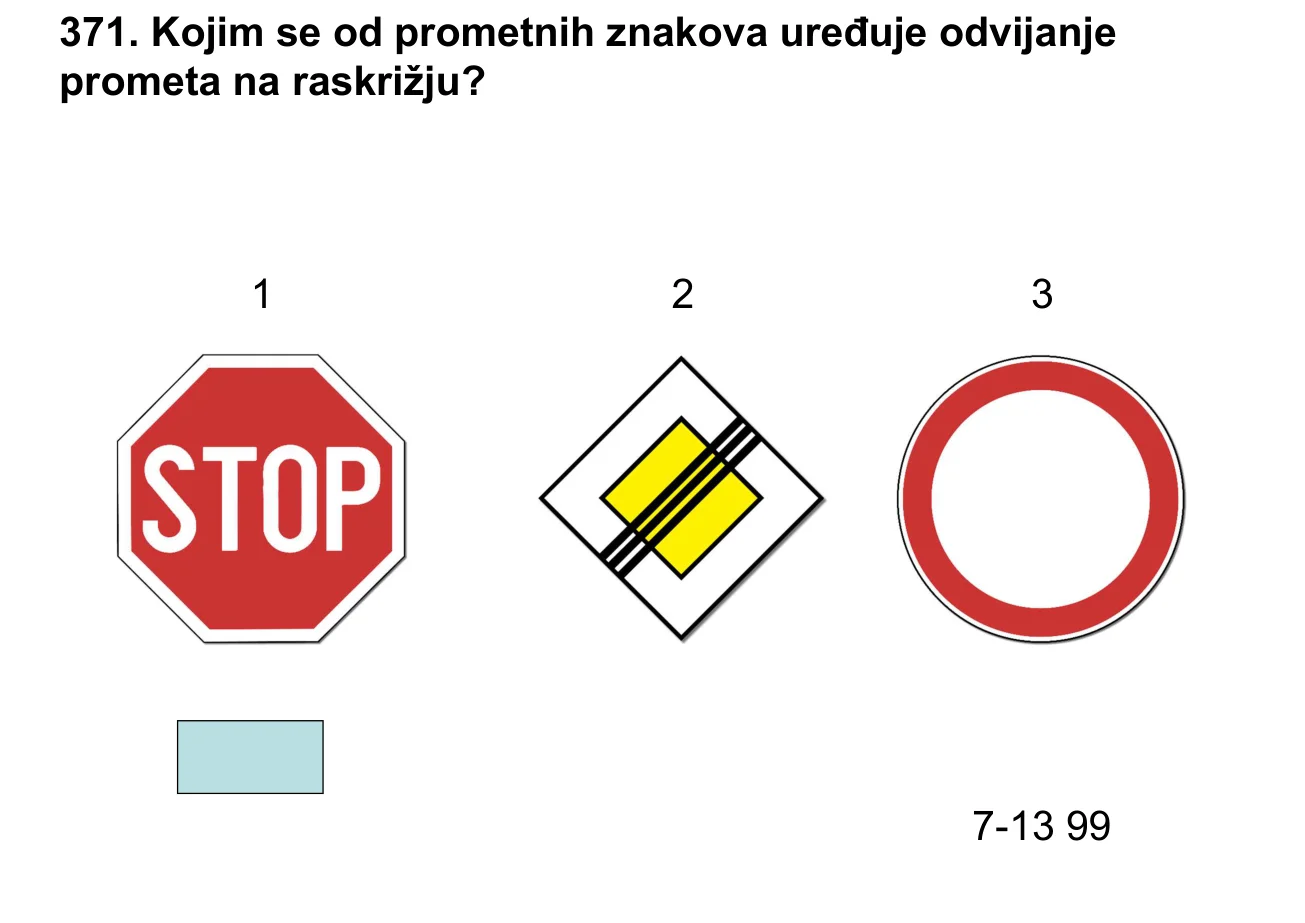 371. Kojim se od prometnih znakova uređuje odvijanje
prometa na raskrižju?
1
2
3
STOP
7-13 99